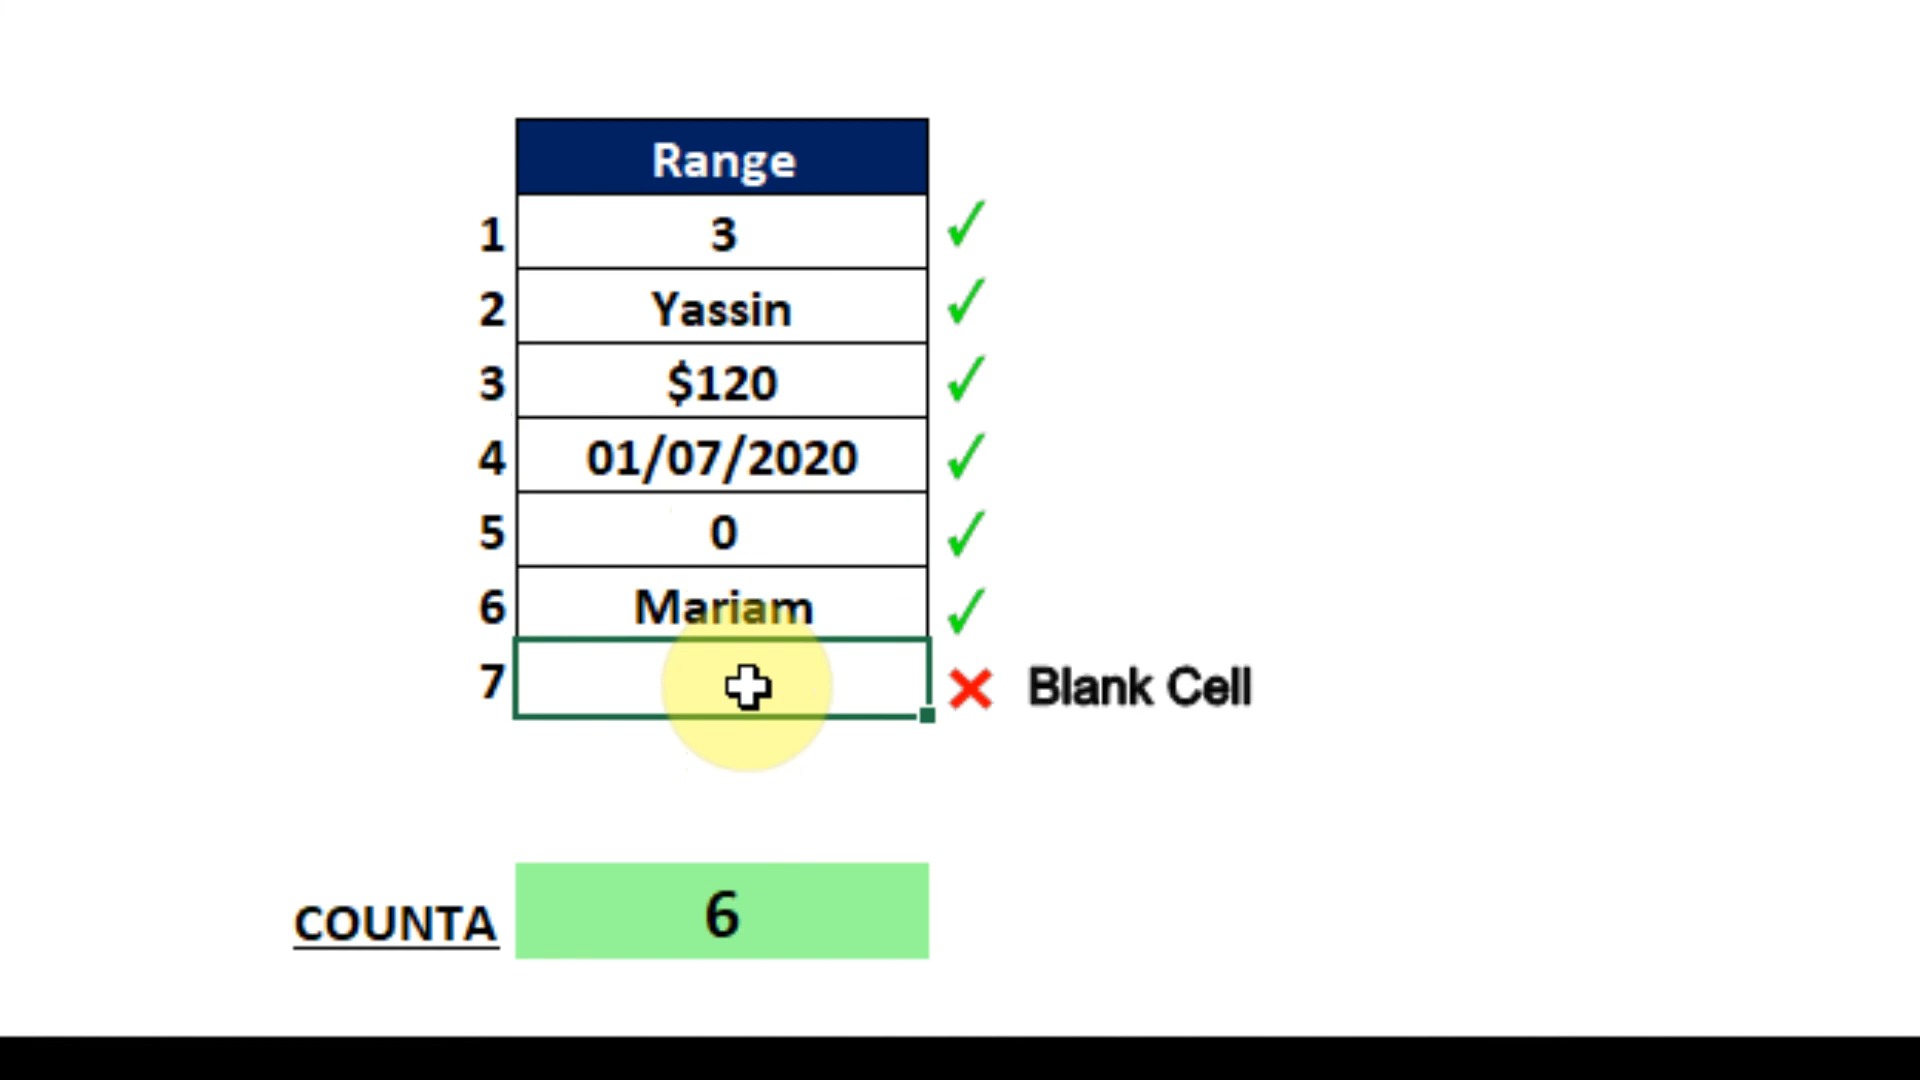 Range
1 3
2 Yassin
3 $120
4 01/07/2020
5 0
6 Mariam
7 Blank Cell
COUNTA 6